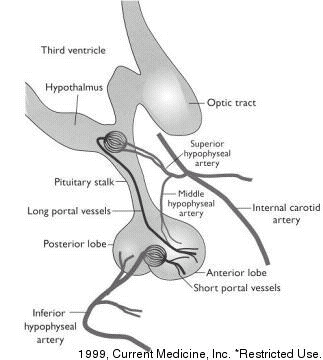 Third ventricle
Hypothalmus
Optic tract
Superior
hypophyseal
artery
Pituitary stalk
Middle
hypophyseal
artery
Long portal vessels
Internal carotid
artery
Posterior lobe
Anterior lobe
Short portal vessels
Inferior
hypophyseal
artery
1999, Current Medicine, Inc. *Restricted Use.